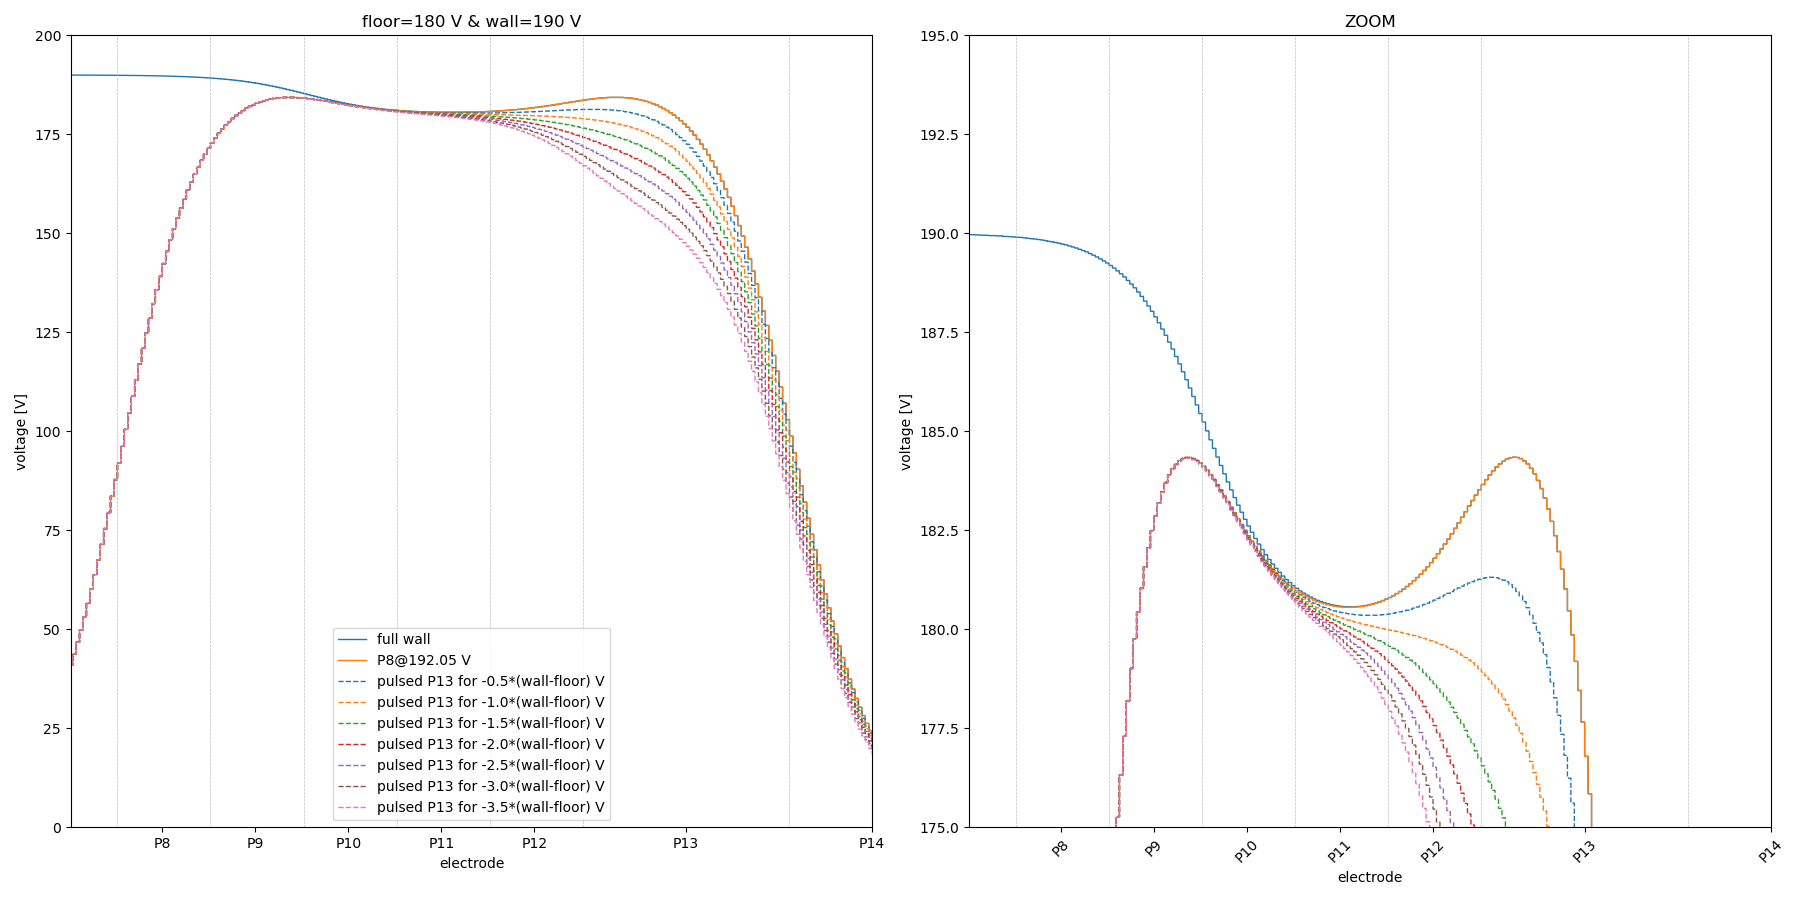 floor=180 V & wall=190 V
200
175
150
125
100
75
50
25
0
voltage [V]
full wall
P8@192.05 V
pulsed P13 for -0.5*(wall-floor) V
pulsed P13 for -1.0*(wall-floor) V
pulsed P13 for -1.5*(wall-floor) V
pulsed P13 for -2.0*(wall-floor) V
pulsed P13 for -2.5*(wall-floor) V
pulsed P13 for -3.0*(wall-floor) V
pulsed P13 for -3.5*(wall-floor) V
P8 P9 P10 P11 P12 P13 P14
electrode
ZOOM
195.0
192.5
190.0
187.5
185.0
182.5
180.0
177.5
175.0
voltage [V]
P8 P9 P10 P11 P12 P13 P14
electrode